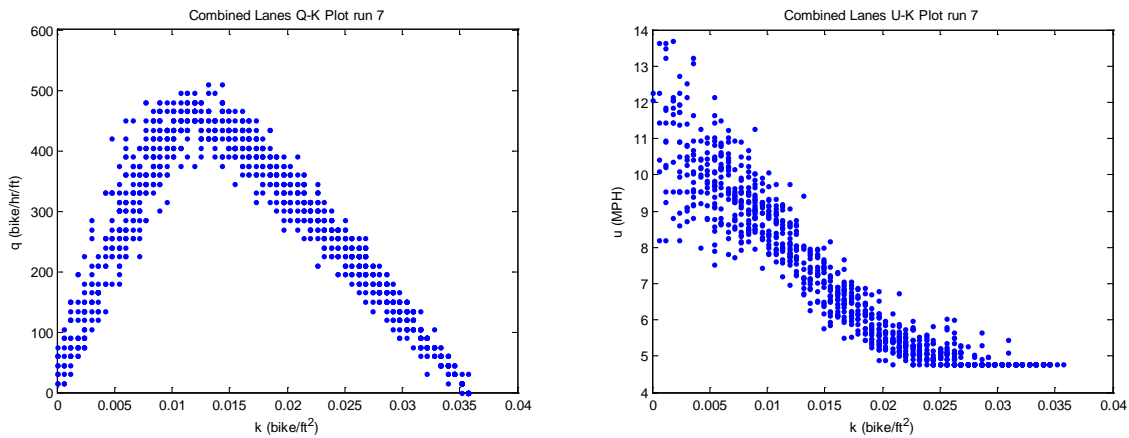 Combined Lanes Q-K Plot run 7
600
500
400
300
200
100
0
q (bike/hr/ft)
0 0.005 0.01 0.015 0.02 0.025 0.03 0.035 0.04
k (bike/ft²)
Combined Lanes U-K Plot run 7
14
13
12
11
10
9
8
7
6
5
4
u (MPH)
0 0.005 0.01 0.015 0.02 0.025 0.03 0.035 0.04
k (bike/ft²)